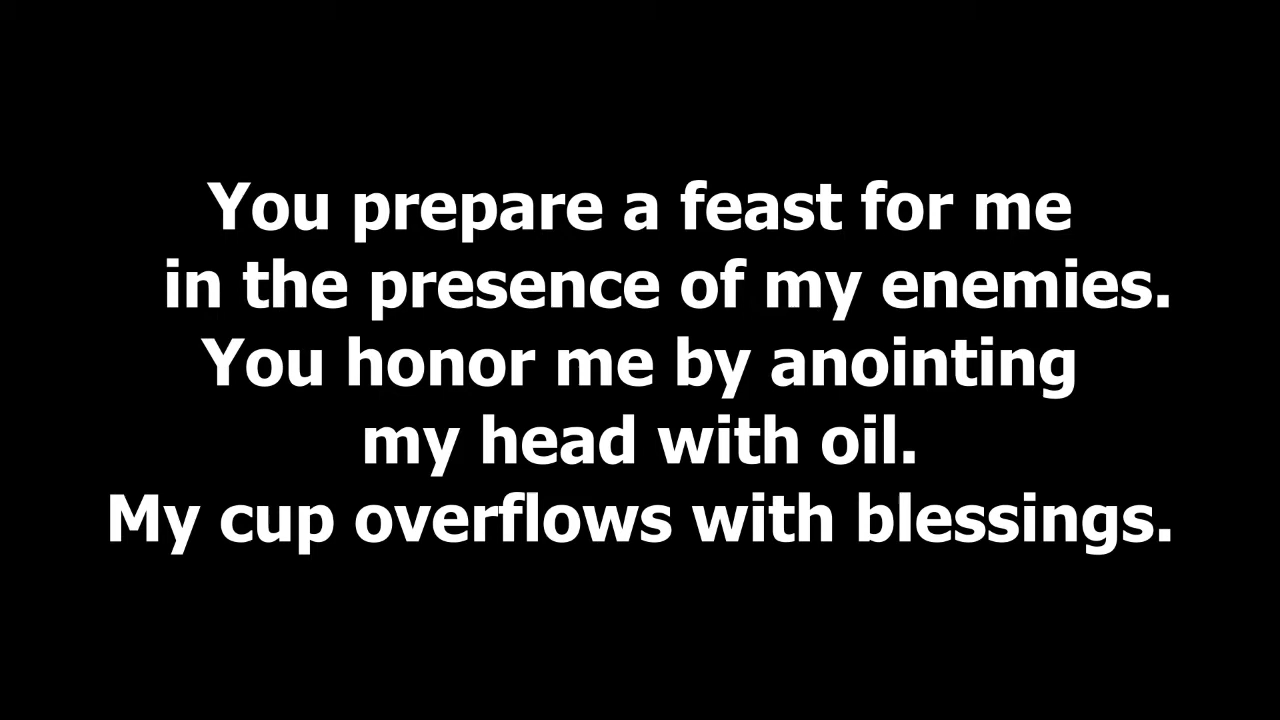 You prepare a feast for me
in the presence of my enemies.
You honor me by anointing
my head with oil.
My cup overflows with blessings.